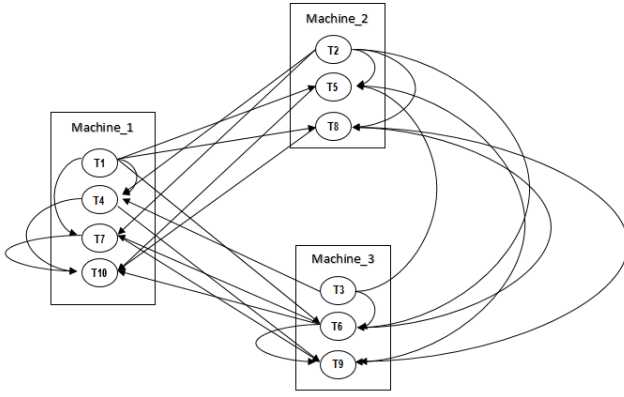 Machine_2
T2
T5
T8
Machine_1
T1
T4
T7
T10
Machine_3
T3
T6
T9